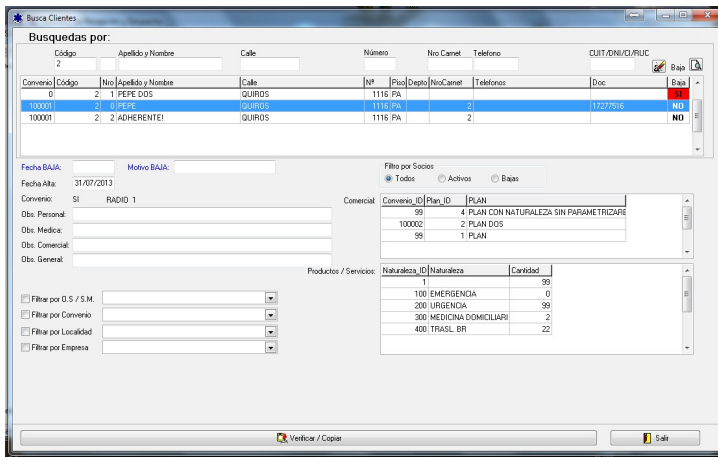 Busca Clientes
Busquedas por:
Código Apellido y Nombre Calle Número Nro Carnet Telefono CUIT/DNI/CI/RUC
2 Baja
Convenio Código Nro Apellido y Nombre Calle Nº Piso Depto NroCarnet Telefonos Doc Baja
0 2 1 PEPE DOS QUIROS 1116 PA SI
100001 2 0 PEPE QUIROS 1116 PA 2 17277516 NO
100001 2 2 ADHERENTE! QUIROS 1116 PA 2 NO
Fecha BAJA: Motivo BAJA: Filtro por Socios
Todos Activos Bajas
Fecha Alta: 31/07/2013
Convenio: SI RADIO 1 Comercial: Convenio_ID Plan_ID PLAN
99 4 PLAN CON NATURALEZA SIN PARAMETRIZARE
100002 2 PLAN DOS
99 1 PLAN
Obs. Personal:
Obs. Medica:
Obs. Comercial:
Obs. General:
Productos / Servicios: Naturaleza_ID Naturaleza Cantidad
1 99
100 EMERGENCIA 0
200 URGENCIA 99
300 MEDICINA DOMICILIARI 2
400 TRASL. BR 22
Filtrar por O.S / S.M.
Filtrar por Convenio
Filtrar por Localidad
Filtrar por Empresa
Verificar / Copiar Salir